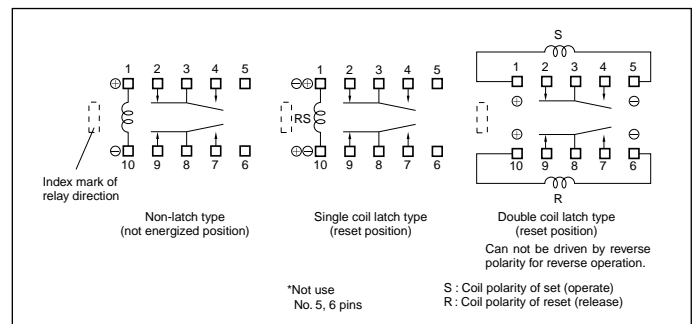 S
1 2 3 4 5
1 2 3 4 5
1 2 3 4 5
⊕
⊖⊕
⊕
⊖
RS
⊖
⊕⊖
⊕
⊖
10 9 8 7 6
10 9 8 7 6
10 9 8 7 6
R
Index mark of
relay direction
Non-latch type
(not energized position)
Single coil latch type
(reset position)
Double coil latch type
(reset position)
Can not be driven by reverse
polarity for reverse operation.
*Not use
No. 5, 6 pins
S : Coil polarity of set (operate)
R : Coil polarity of reset (release)